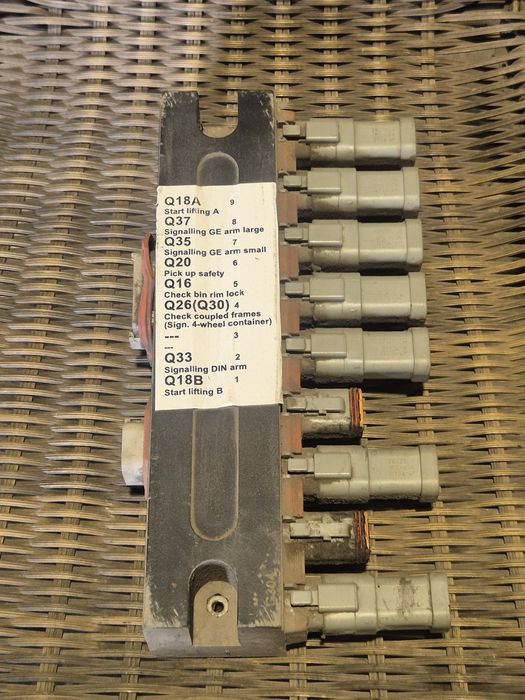 Q18A 9
Start lifting A
Q37 8
Signalling GE arm large
Q35 7
Signalling GE arm small
Q20 6
Pick up safety
Q16 5
Check bin rim lock
Q26(Q30) 4
Check coupled frames
(Sign. 4-wheel container)
--- 3
---
Q33 2
Signalling DIN arm
Q18B 1
Start lifting B